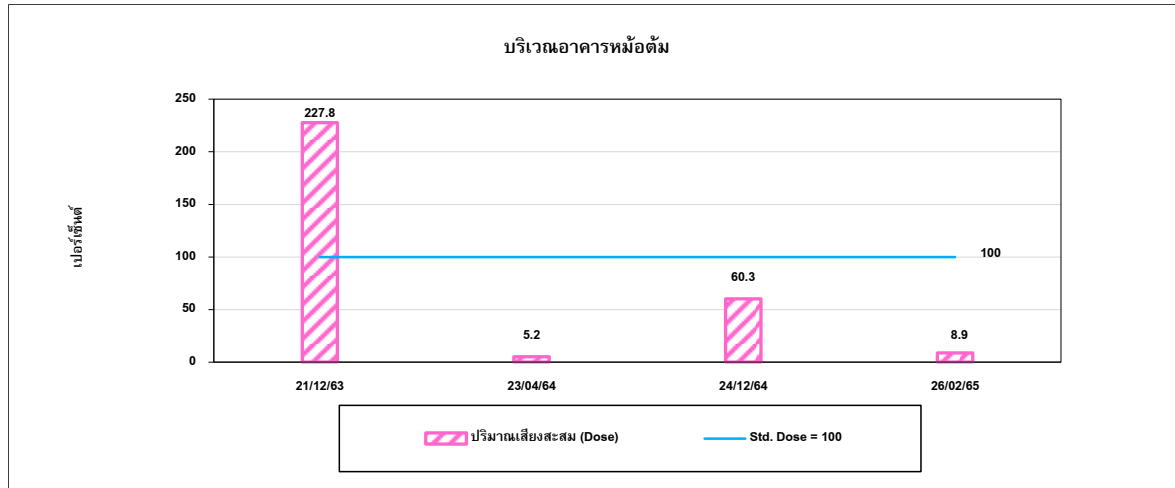 บริเวณอาคารหม้อต้ม
เปอร์เซ็นต์
250
200
150
100
50
0
227.8
5.2
60.3
8.9
100
21/12/63 23/04/64 24/12/64 26/02/65
ปริมาณเสียงสะสม (Dose) Std. Dose = 100